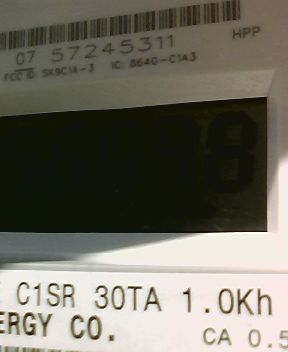 HPP
07 57245311
FCC ID: SK9C1A-3 IC: 864G-C1A3
C1SR 30TA 1.0Kh
ERGY CO.
CA 0.5